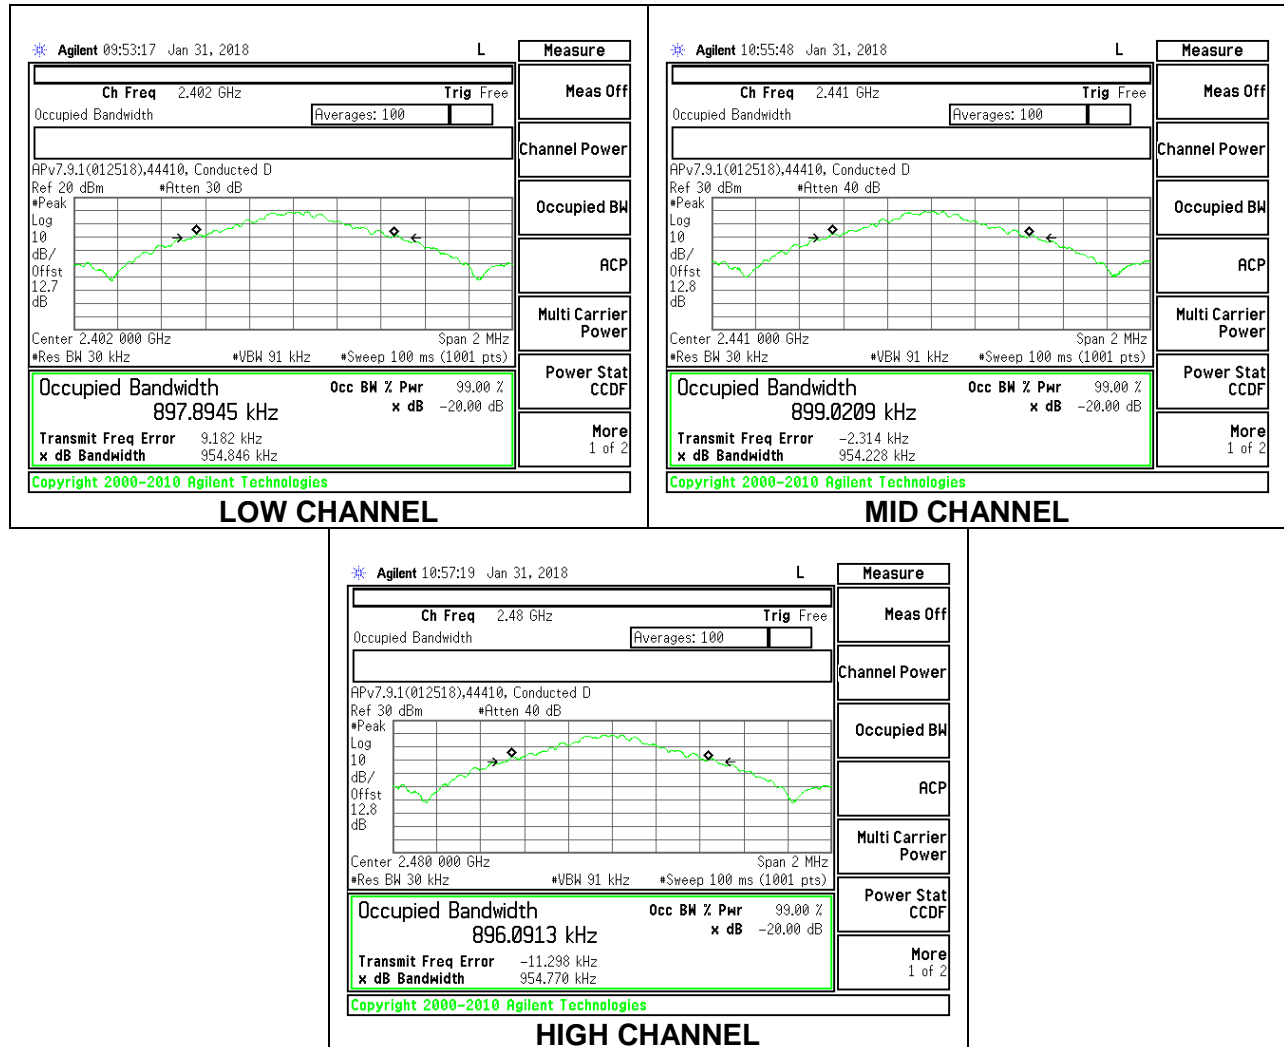 Agilent 09:53:17 Jan 31, 2018 L Measure
Ch Freq 2.402 GHz Trig Free
Occupied Bandwidth Averages: 100
APv7.9.1(012518),44410, Conducted D
Ref 20 dBm #Atten 30 dB
#Peak
Log
10
dB/
Offst
12.7
dB
Center 2.402 000 GHz Span 2 MHz
#Res BW 30 kHz #VBW 91 kHz #Sweep 100 ms (1001 pts)
Occupied Bandwidth Occ BW % Pwr 99.00 %
897.8945 kHz x dB -20.00 dB
Transmit Freq Error 9.182 kHz
x dB Bandwidth 954.846 kHz
Copyright 2000-2010 Agilent Technologies
Meas Off
Channel Power
Occupied BW
ACP
Multi Carrier
Power
Power Stat
CCDF
More
1 of 2
LOW CHANNEL
Agilent 10:55:48 Jan 31, 2018 L Measure
Ch Freq 2.441 GHz Trig Free
Occupied Bandwidth Averages: 100
APv7.9.1(012518),44410, Conducted D
Ref 30 dBm #Atten 40 dB
#Peak
Log
10
dB/
Offst
12.8
dB
Center 2.441 000 GHz Span 2 MHz
#Res BW 30 kHz #VBW 91 kHz #Sweep 100 ms (1001 pts)
Occupied Bandwidth Occ BW % Pwr 99.00 %
899.0209 kHz x dB -20.00 dB
Transmit Freq Error -2.314 kHz
x dB Bandwidth 954.228 kHz
Copyright 2000-2010 Agilent Technologies
Meas Off
Channel Power
Occupied BW
ACP
Multi Carrier
Power
Power Stat
CCDF
More
1 of 2
MID CHANNEL
Agilent 10:57:19 Jan 31, 2018 L Measure
Ch Freq 2.48 GHz Trig Free
Occupied Bandwidth Averages: 100
APv7.9.1(012518),44410, Conducted D
Ref 30 dBm #Atten 40 dB
#Peak
Log
10
dB/
Offst
12.8
dB
Center 2.480 000 GHz Span 2 MHz
#Res BW 30 kHz #VBW 91 kHz #Sweep 100 ms (1001 pts)
Occupied Bandwidth Occ BW % Pwr 99.00 %
896.0913 kHz x dB -20.00 dB
Transmit Freq Error -11.298 kHz
x dB Bandwidth 954.770 kHz
Copyright 2000-2010 Agilent Technologies
Meas Off
Channel Power
Occupied BW
ACP
Multi Carrier
Power
Power Stat
CCDF
More
1 of 2
HIGH CHANNEL